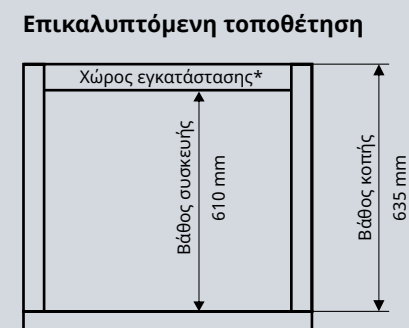 Επικαλυπτόμενη τοποθέτηση
Χώρος εγκατάστασης*
Βάθος συσκευής
610 mm
Βάθος κοπής
635 mm